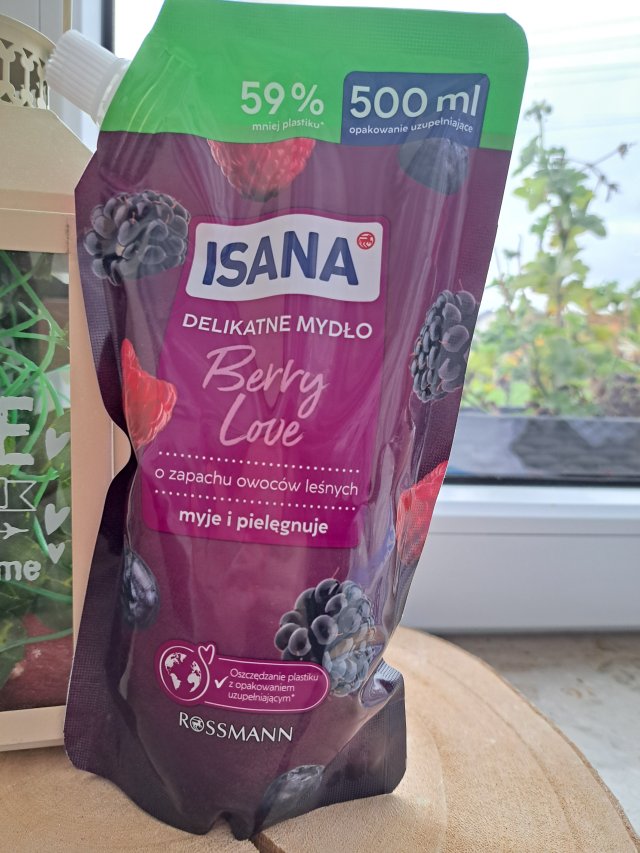 59%
mniej plastiku*
500 ml
opakowanie uzupełniające
ISANA
DELIKATNE MYDŁO
Berry
Love
o zapachu owoców leśnych
myje i pielęgnuje
Oszczędzanie plastiku
z opakowaniem
uzupełniającym*
ROSSMANN
E
me